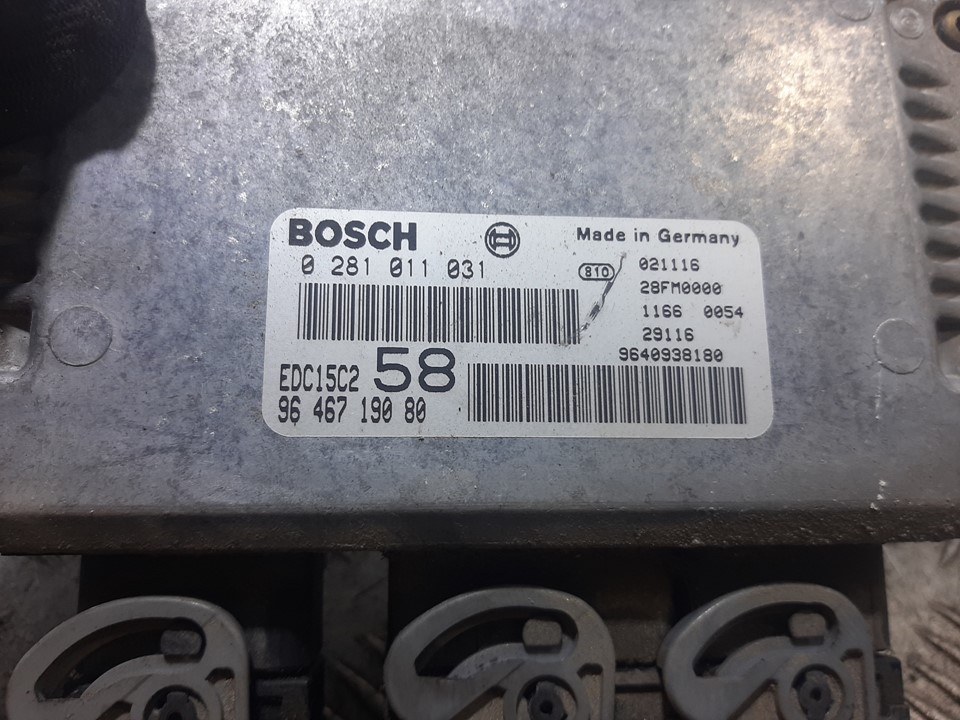 BOSCH
Made in Germany
0 281 011 031
810
021116
28FM0000
1166 0054
29116
9640938180
EDC15C2 58
96 467 190 80